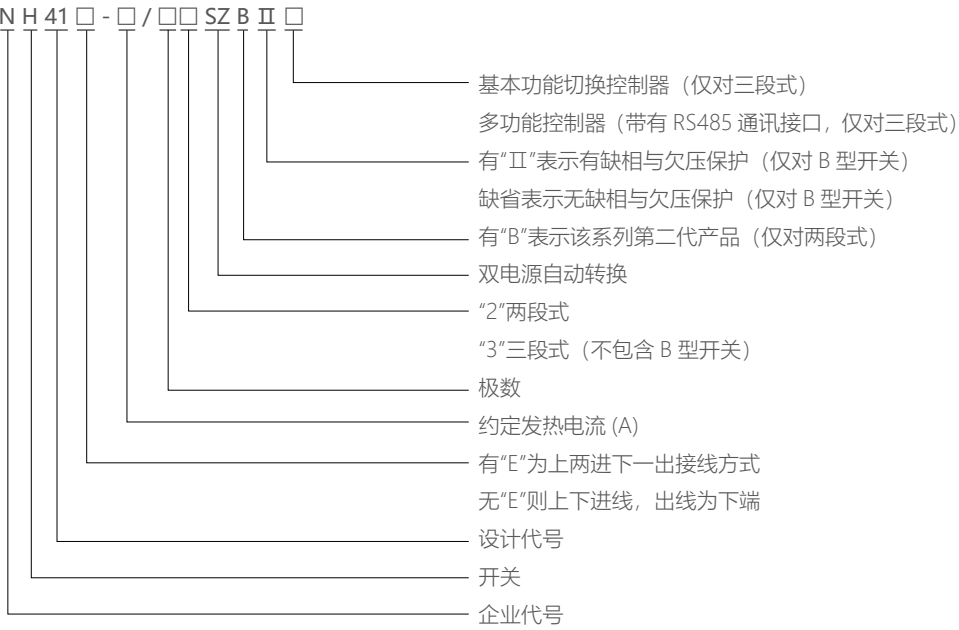 N H 41 □ - □ / □□ SZ B Ⅱ □
基本功能切换控制器（仅对三段式）
多功能控制器（带有 RS485 通讯接口，仅对三段式）
有“Ⅱ”表示有缺相与欠压保护（仅对 B 型开关）
缺省表示无缺相与欠压保护（仅对 B 型开关）
有“B”表示该系列第二代产品（仅对两段式）
双电源自动转换
“2”两段式
“3”三段式（不包含 B 型开关）
极数
约定发热电流 (A)
有“E”为上两进下一出接线方式
无“E”则上下进线，出线为下端
设计代号
开关
企业代号